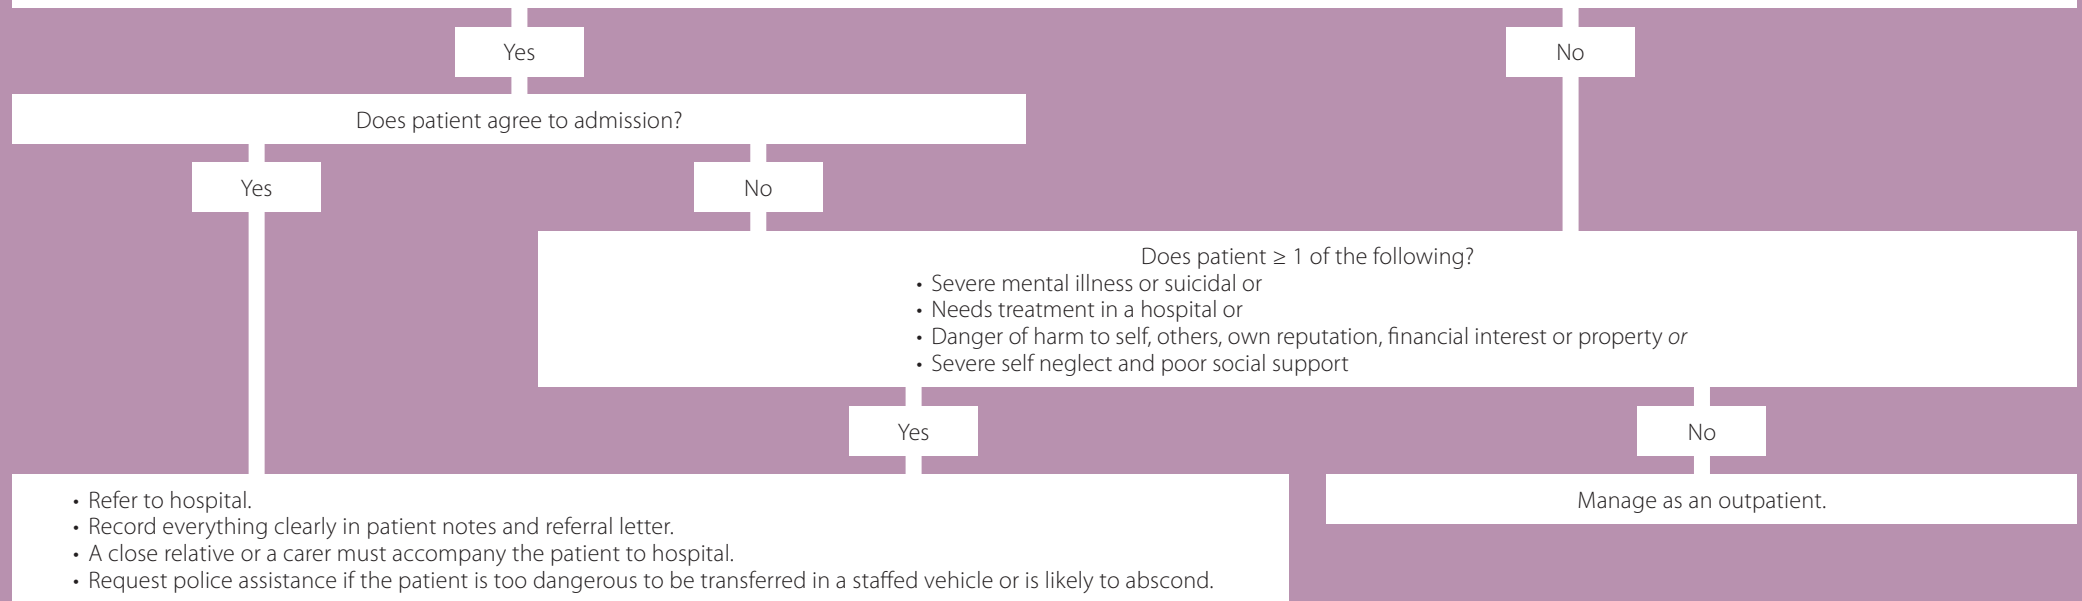 Yes
No
Does patient agree to admission?
Yes
No
Does patient ≥ 1 of the following?
• Severe mental illness or suicidal or
• Needs treatment in a hospital or
• Danger of harm to self, others, own reputation, financial interest or property or
• Severe self neglect and poor social support
Yes
No
• Refer to hospital.
• Record everything clearly in patient notes and referral letter.
• A close relative or a carer must accompany the patient to hospital.
• Request police assistance if the patient is too dangerous to be transferred in a staffed vehicle or is likely to abscond.
Manage as an outpatient.